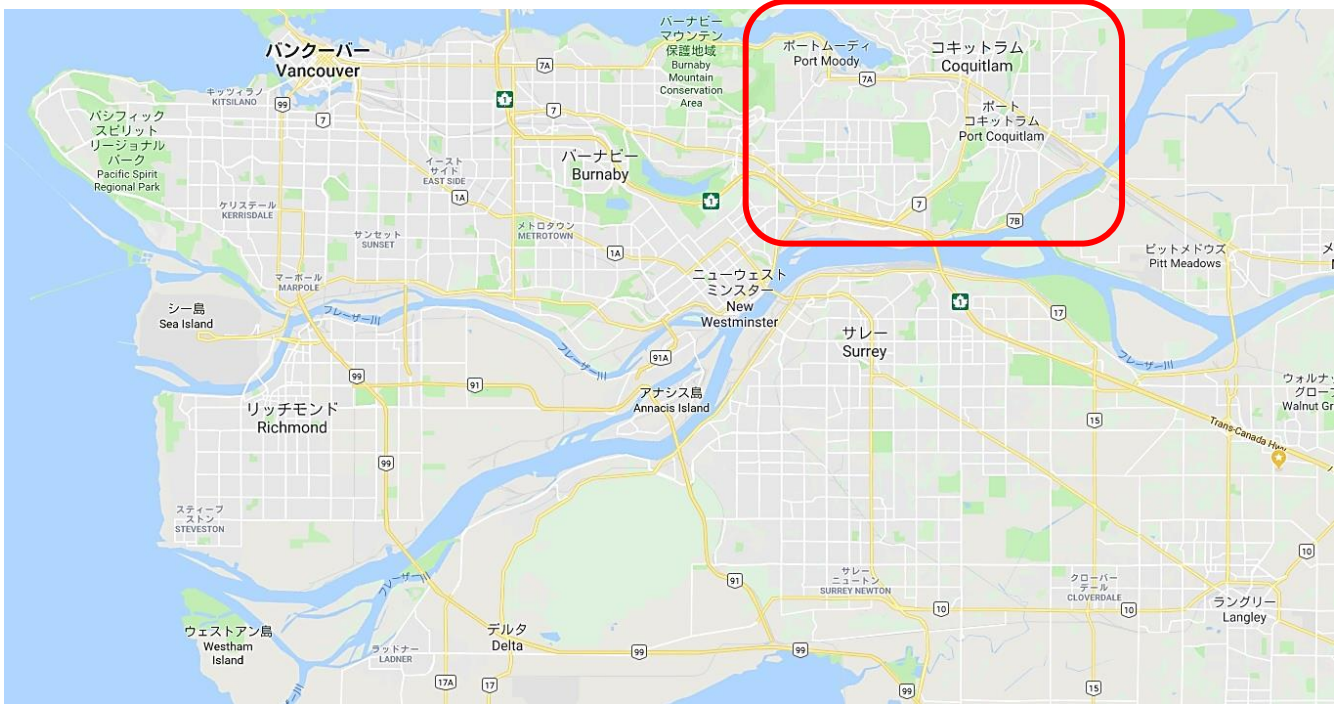 バンクーバー
Vancouver
バーナビー
マウンテン
保護地域
Burnaby
Mountain
Conservation
Area
ポートムーディ
Port Moody
コキットラム
Coquitlam
7A
7A
1
キッツィラノ
KITSILANO
99
7
7
ポート
コキットラム
Port Coquitlam
パシフィック
スピリット
リージョナル
パーク
Pacific Spirit
Regional Park
イースト
サイド
EAST SIDE
1A
バーナビー
Burnaby
1
ケリスデール
KERRISDALE
サンセット
SUNSET
メトロタウン
METROTOWN
1A
7
7B
ピットメドウズ
Pitt Meadows
マーポール
MARPOLE
ニューウェスト
ミンスター
New
Westminster
シー島
Sea Island
フレーザー川
フレーザー川
サレー
Surrey
1
17
フレーザー川
91A
99
91
アナシス島
Annacis Island
リッチモンド
Richmond
15
Trans-Canada Hwy
Walnut Gr
99
スティーブ
ストン
STEVESTON
10
91
サレー
ニュートン
SURREY NEWTON
クローバー
デール
CLOVERDALE
10
10
ラングリー
Langley
フレーザー川
ウェストアン島
Westham
Island
ラッドナー
LADNER
デルタ
Delta
99
99
17A
17
99
15